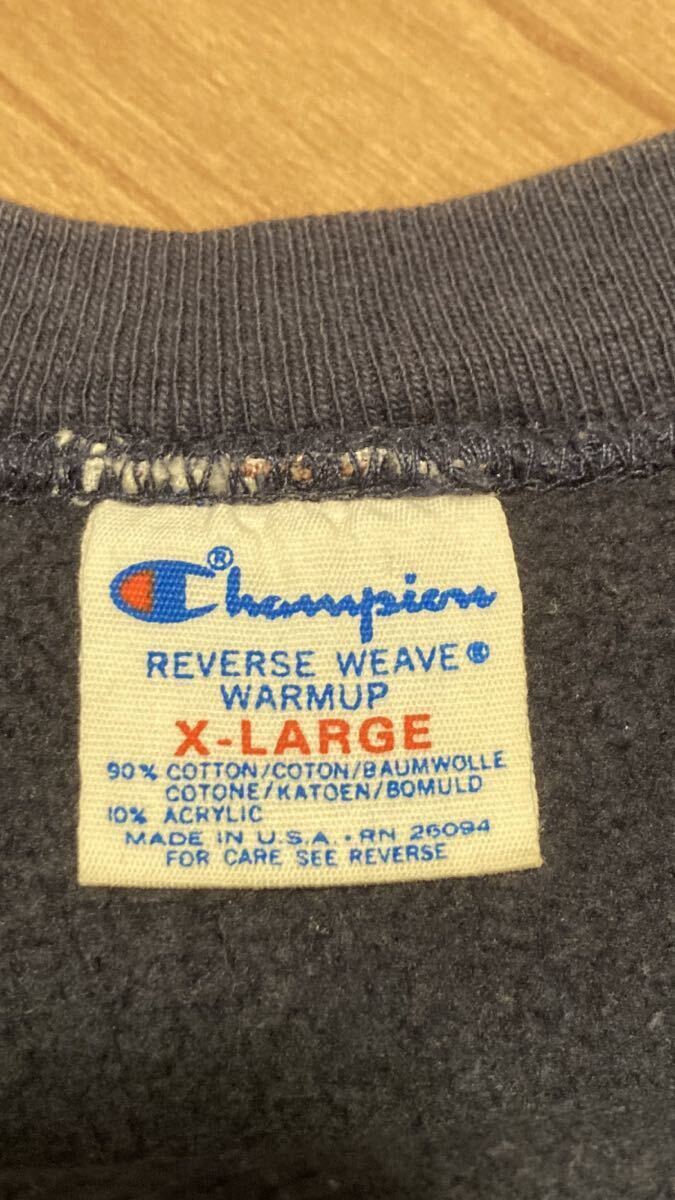 Champion®
REVERSE WEAVE®
WARMUP
X-LARGE
90% COTTON/COTON/BAUMWOLLE
COTONE/KATOEN/BOMULD
10% ACRYLIC
MADE IN U.S.A. · RN 26094
FOR CARE SEE REVERSE